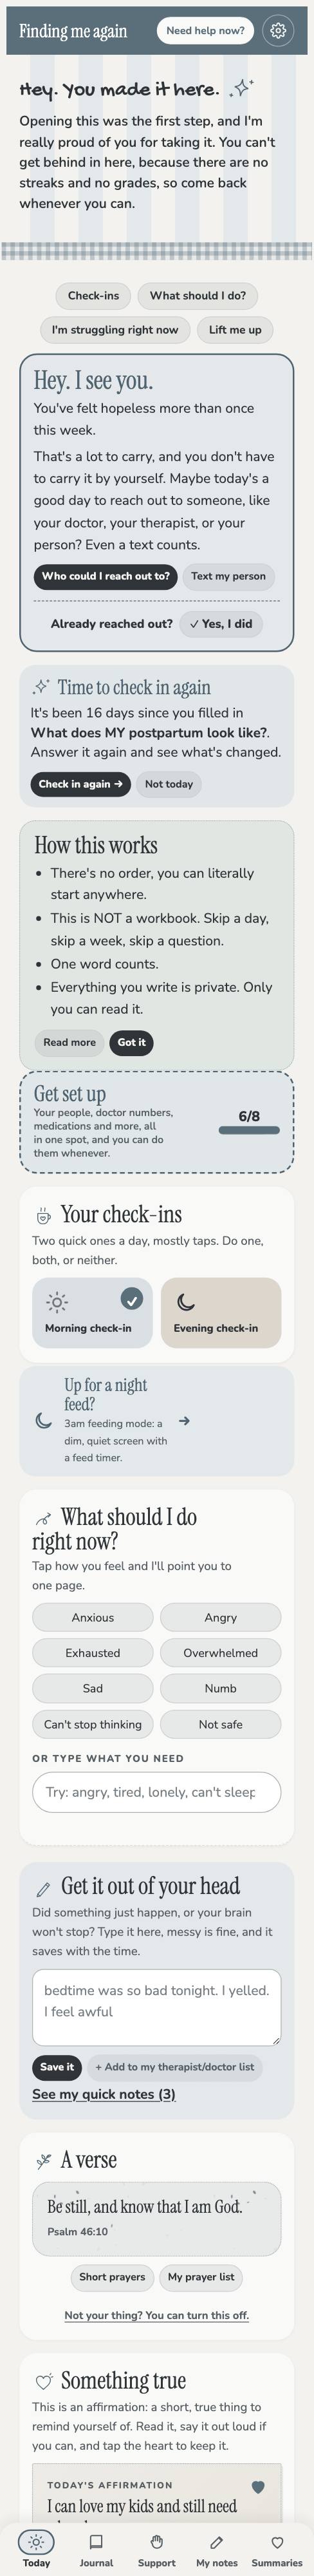 Finding me again
Need help now?
Hey. You made it here.
Opening this was the first step, and I'm
really proud of you for taking it. You can't
get behind in here, because there are no
streaks and no grades, so come back
whenever you can.
Check-ins
What should I do?
I'm struggling right now
Lift me up
Hey. I see you.
You've felt hopeless more than once
this week.
That's a lot to carry, and you don't have
to carry it by yourself. Maybe today's a
good day to reach out to someone, like
your doctor, your therapist, or your
person? Even a text counts.
Who could I reach out to?
Text my person
Already reached out?
✓ Yes, I did
Time to check in again
It's been 16 days since you filled in
What does MY postpartum look like?.
Answer it again and see what's changed.
Check in again →
Not today
How this works
• There's no order, you can literally
start anywhere.
• This is NOT a workbook. Skip a day,
skip a week, skip a question.
• One word counts.
• Everything you write is private. Only
you can read it.
Read more
Got it
Get set up
Your people, doctor numbers,
medications and more, all
in one spot, and you can do
them whenever.
6/8
Your check-ins
Two quick ones a day, mostly taps. Do one,
both, or neither.
Morning check-in
Evening check-in
Up for a night
feed?
3am feeding mode: a
dim, quiet screen with
a feed timer.
→
What should I do
right now?
Tap how you feel and I'll point you to
one page.
Anxious
Angry
Exhausted
Overwhelmed
Sad
Numb
Can't stop thinking
Not safe
OR TYPE WHAT YOU NEED
Try: angry, tired, lonely, can't sleep
Get it out of your head
Did something just happen, or your brain
won't stop? Type it here, messy is fine, and it
saves with the time.
bedtime was so bad tonight. I yelled.
I feel awful
Save it
+ Add to my therapist/doctor list
See my quick notes (3)
A verse
Be still, and know that I am God.
Psalm 46:10
Short prayers
My prayer list
Not your thing? You can turn this off.
Something true
This is an affirmation: a short, true thing to
remind yourself of. Read it, say it out loud if
you can, and tap the heart to keep it.
TODAY'S AFFIRMATION
I can love my kids and still need
Today
Journal
Support
My notes
Summaries